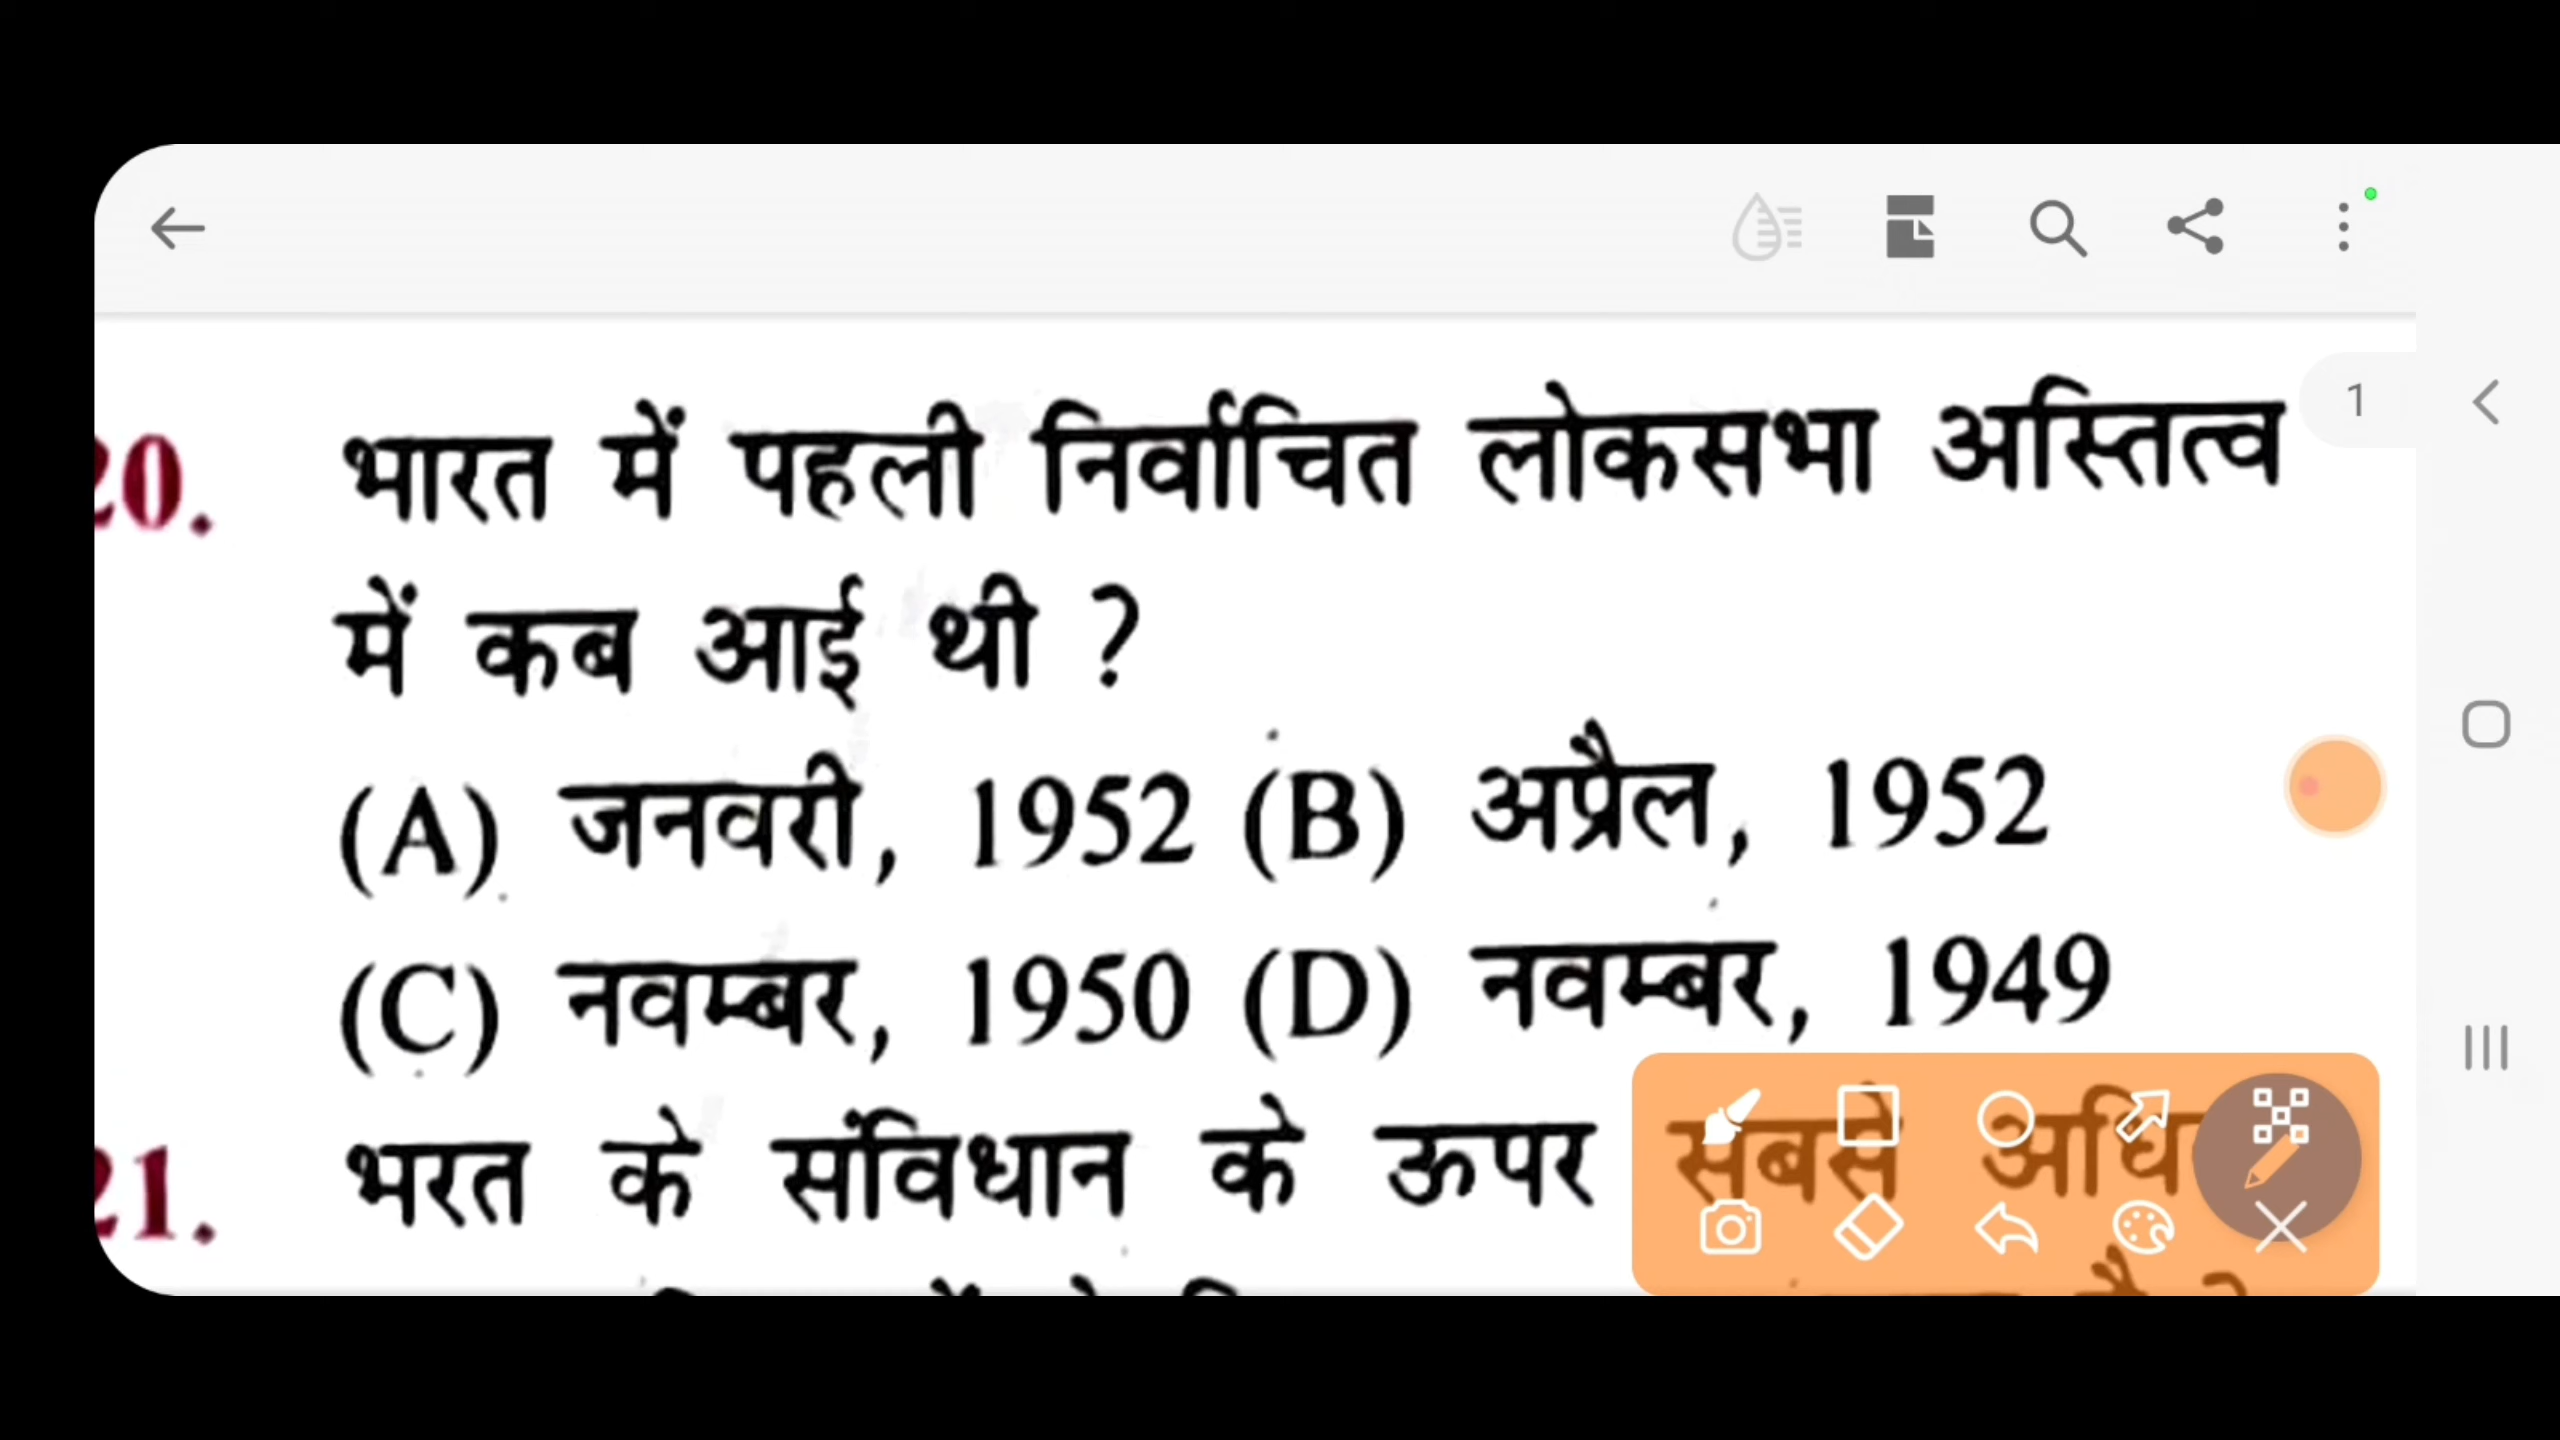 1
20. भारत में पहली निर्वाचित लोकसभा अस्तित्व
में कब आई थी ?
(A) जनवरी, 1952 (B) अप्रैल, 1952
(C) नवम्बर, 1950 (D) नवम्बर, 1949
21. भरत के संविधान के ऊपर सबसे